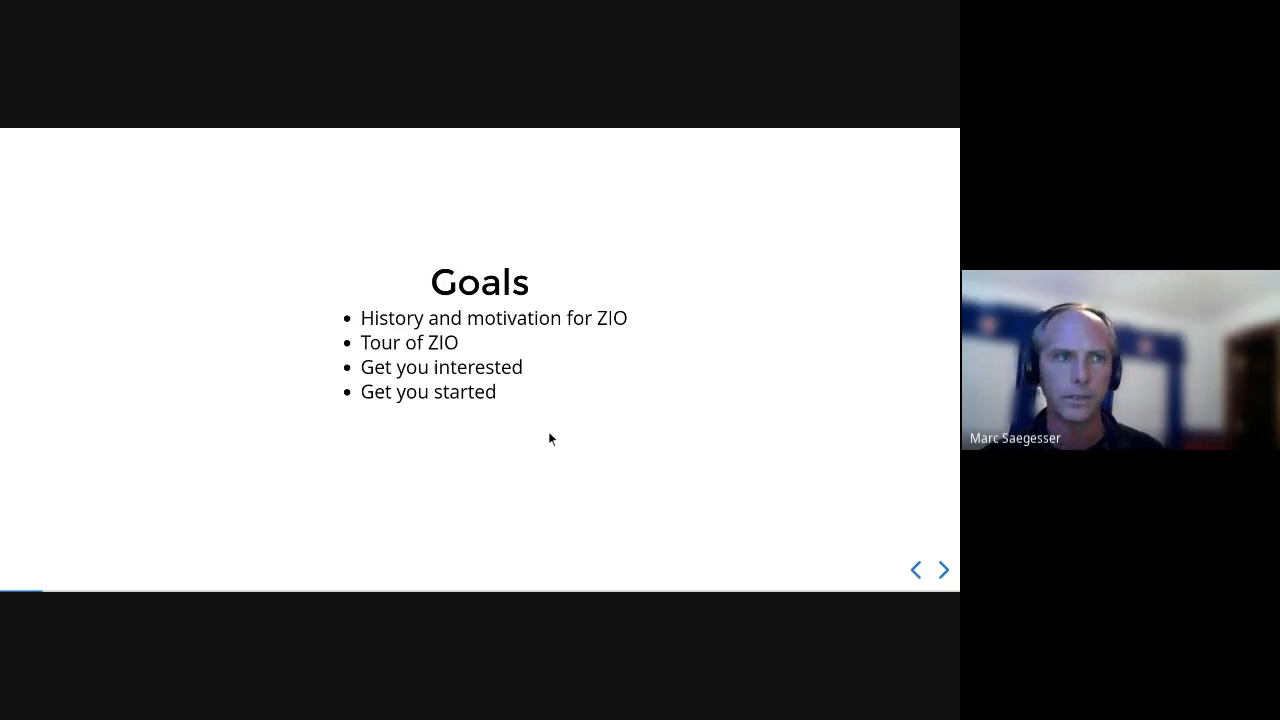 Goals
History and motivation for ZIO
Tour of ZIO
Get you interested
Get you started
Marc Saegesser